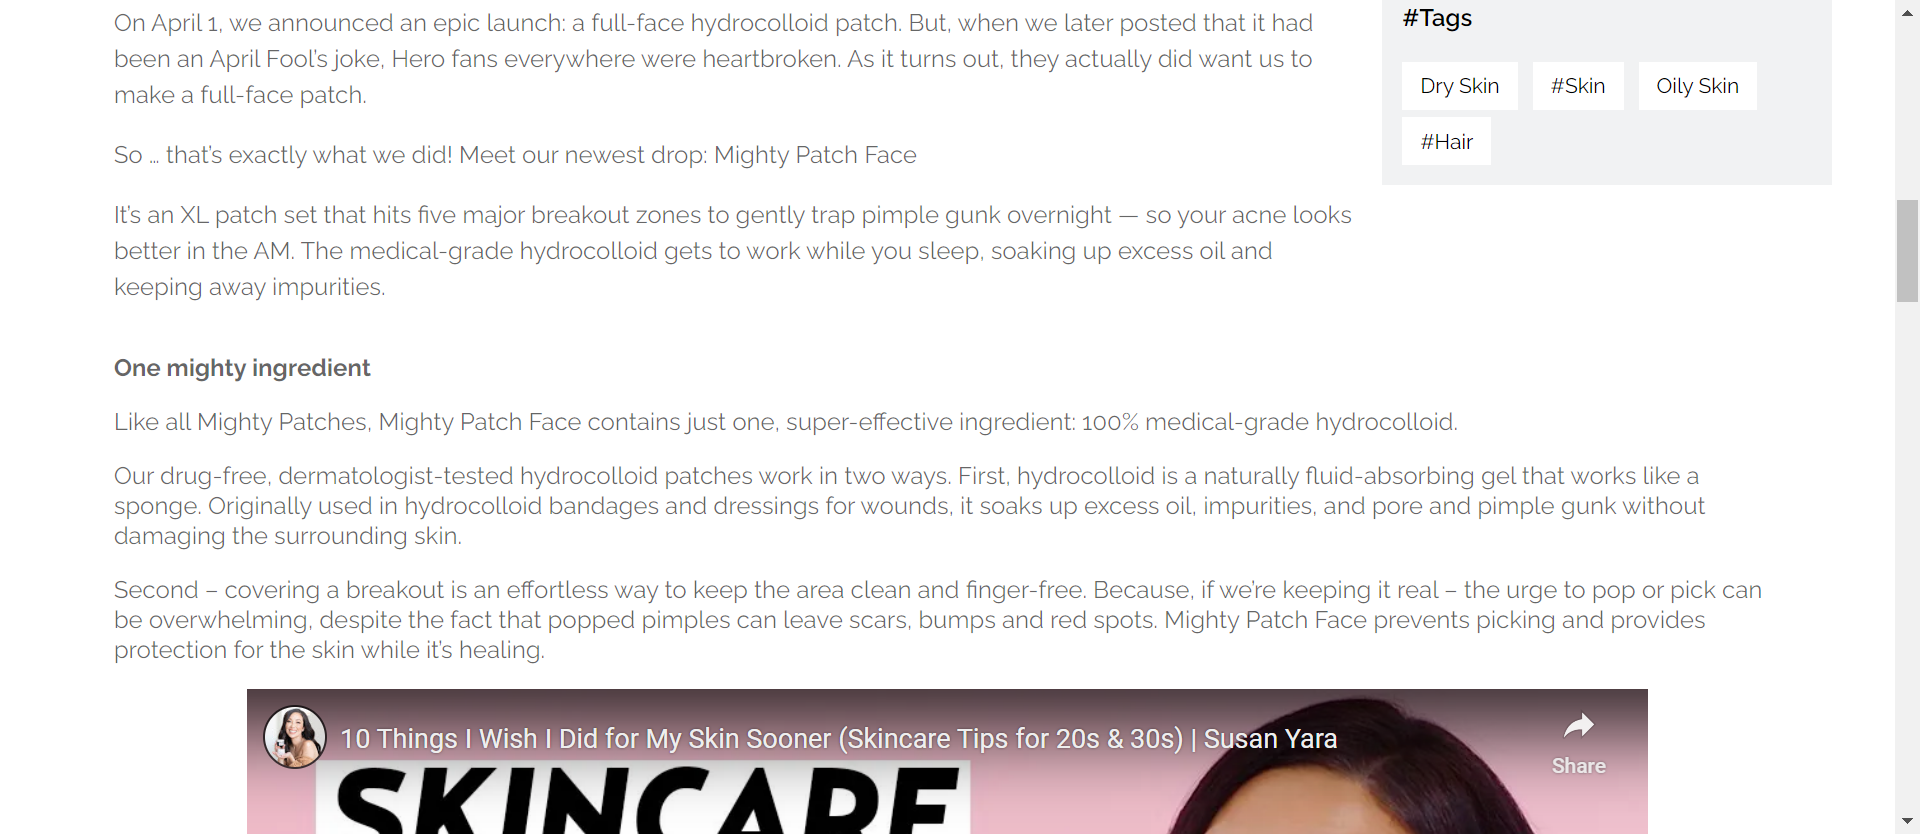 On April 1, we announced an epic launch: a full-face hydrocolloid patch. But, when we later posted that it had
been an April Fool’s joke, Hero fans everywhere were heartbroken. As it turns out, they actually did want us to
make a full-face patch.
So … that’s exactly what we did! Meet our newest drop: Mighty Patch Face
It’s an XL patch set that hits five major breakout zones to gently trap pimple gunk overnight — so your acne looks
better in the AM. The medical-grade hydrocolloid gets to work while you sleep, soaking up excess oil and
keeping away impurities.
#Tags
Dry Skin
#Skin
Oily Skin
#Hair
One mighty ingredient
Like all Mighty Patches, Mighty Patch Face contains just one, super-effective ingredient: 100% medical-grade hydrocolloid.
Our drug-free, dermatologist-tested hydrocolloid patches work in two ways. First, hydrocolloid is a naturally fluid-absorbing gel that works like a
sponge. Originally used in hydrocolloid bandages and dressings for wounds, it soaks up excess oil, impurities, and pore and pimple gunk without
damaging the surrounding skin.
Second – covering a breakout is an effortless way to keep the area clean and finger-free. Because, if we’re keeping it real – the urge to pop or pick can
be overwhelming, despite the fact that popped pimples can leave scars, bumps and red spots. Mighty Patch Face prevents picking and provides
protection for the skin while it’s healing.
10 Things I Wish I Did for My Skin Sooner (Skincare Tips for 20s & 30s) | Susan Yara
Share
SKINCARE